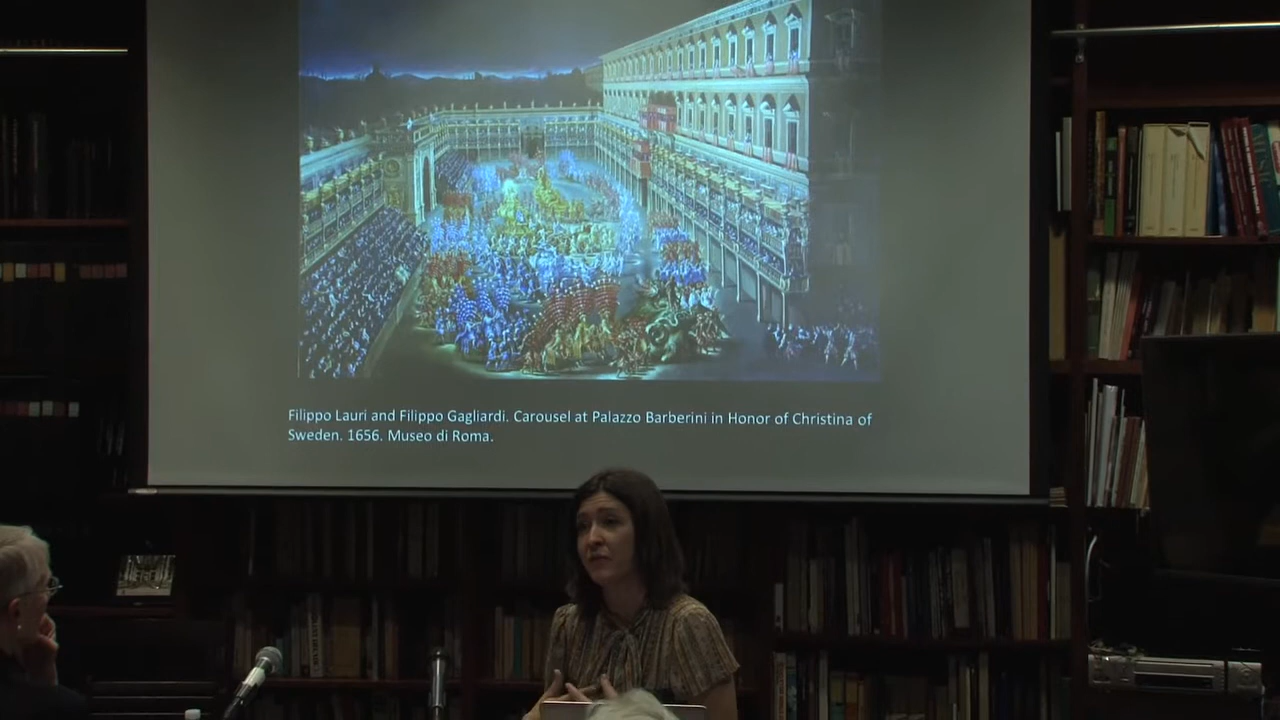 Filippo Lauri and Filippo Gagliardi. Carousel at Palazzo Barberini in Honor of Christina of
Sweden. 1656. Museo di Roma.